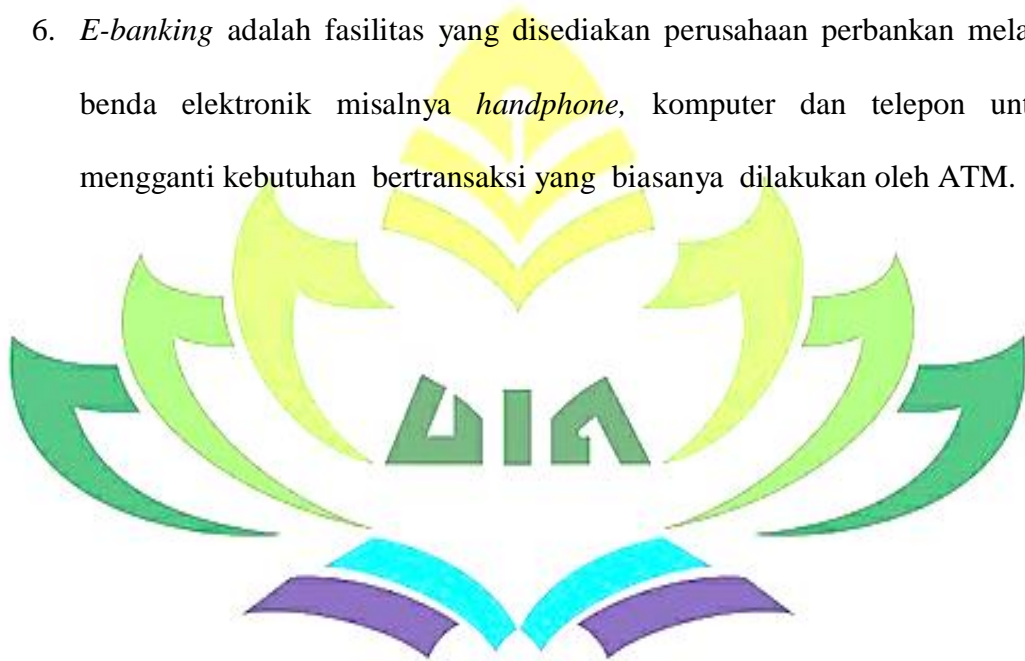 6. E-banking adalah fasilitas yang disediakan perusahaan perbankan mela
benda elektronik misalnya handphone, komputer dan telepon unt
mengganti kebutuhan bertransaksi yang biasanya dilakukan oleh ATM.
UIN